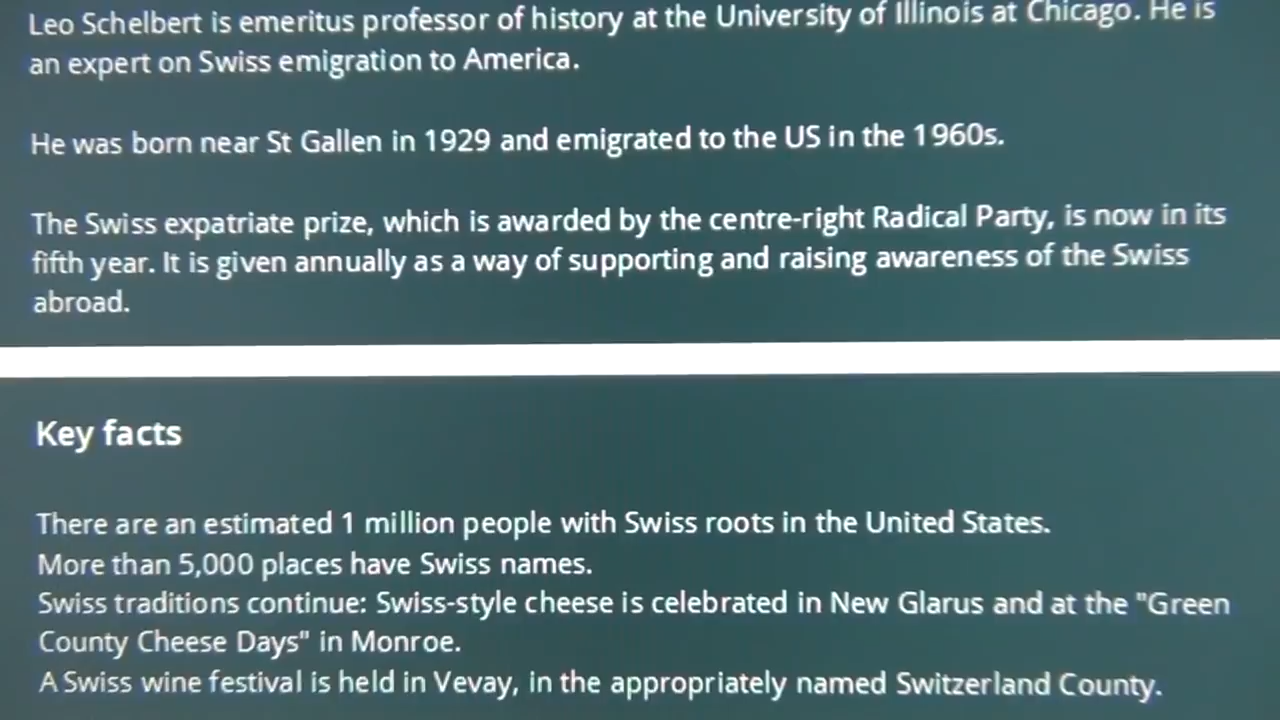 Leo Schelbert is emeritus professor of history at the University of Illinois at Chicago. He is
an expert on Swiss emigration to America.
He was born near St Gallen in 1929 and emigrated to the US in the 1960s.
The Swiss expatriate prize, which is awarded by the centre-right Radical Party, is now in its
fifth year. It is given annually as a way of supporting and raising awareness of the Swiss
abroad.
Key facts
There are an estimated 1 million people with Swiss roots in the United States.
More than 5,000 places have Swiss names.
Swiss traditions continue: Swiss-style cheese is celebrated in New Glarus and at the "Green
County Cheese Days" in Monroe.
A Swiss wine festival is held in Vevay, in the appropriately named Switzerland County.